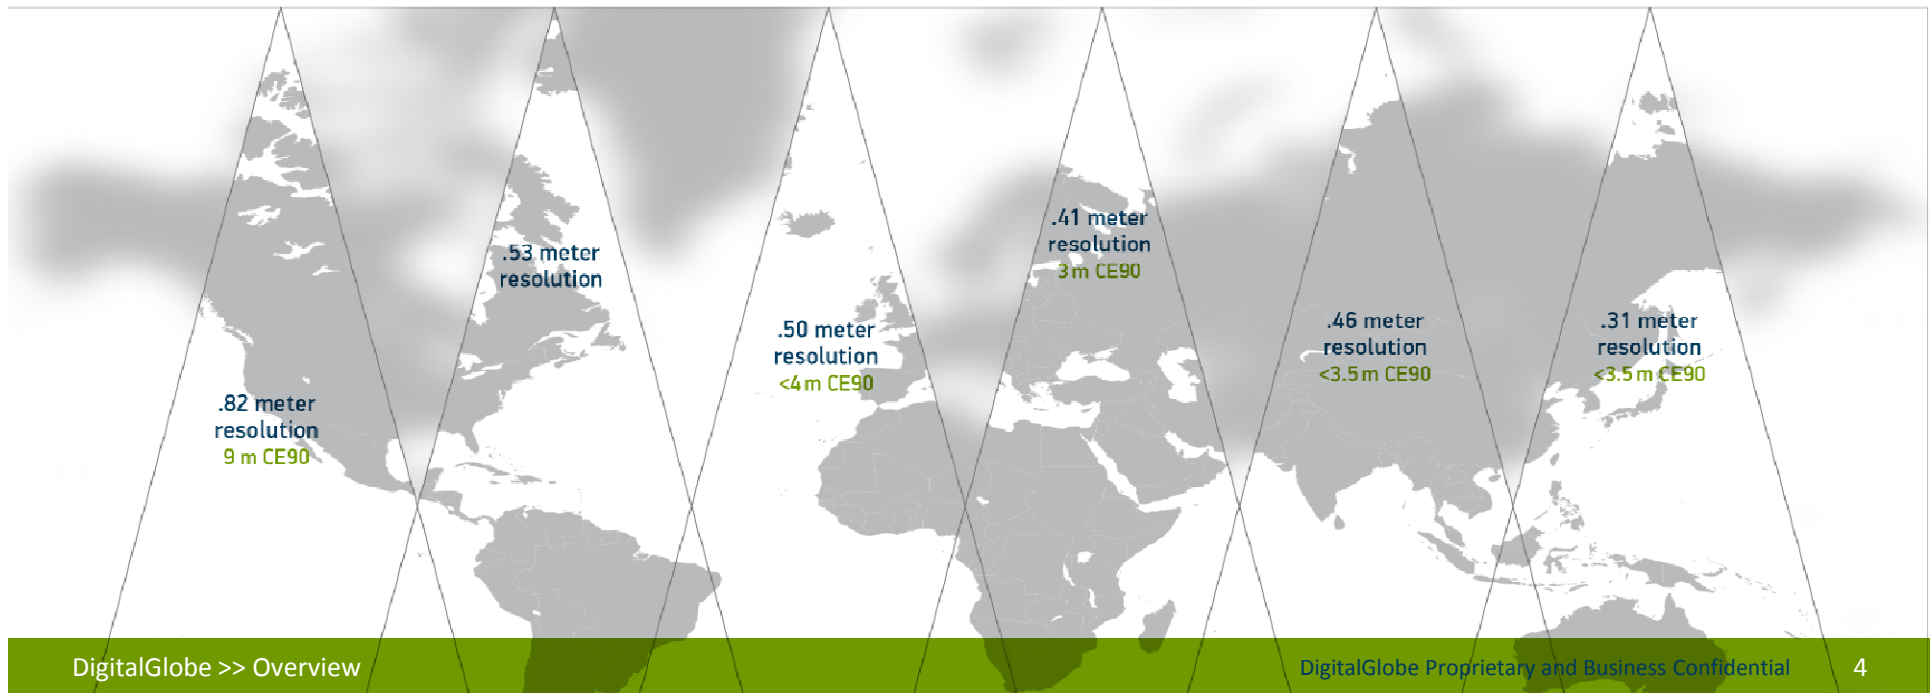 .82 meter
resolution
9 m CE90
.53 meter
resolution
.50 meter
resolution
<4 m CE90
.41 meter
resolution
3 m CE90
.46 meter
resolution
<3.5 m CE90
.31 meter
resolution
<3.5 m CE90
DigitalGlobe >> Overview
DigitalGlobe Proprietary and Business Confidential
4